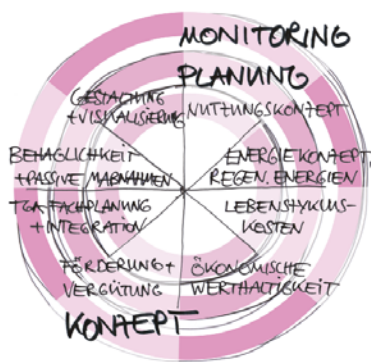 MONITORING
PLANUNG
GESTALTUNG
+VISUALISIERUNG
NUTZUNGSKONZEPT
BEHAGLICHKEIT
+PASSIVE MAßNAHMEN
ENERGIEKONZEPT,
REGEN. ENERGIEN
TGA-FACHPLANUNG
+INTEGRATION
LEBENSZYKLUS-
KOSTEN
FÖRDERUNG+
VERGÜTUNG
ÖKONOMISCHE
WERTHALTIGKEIT
KONZEPT